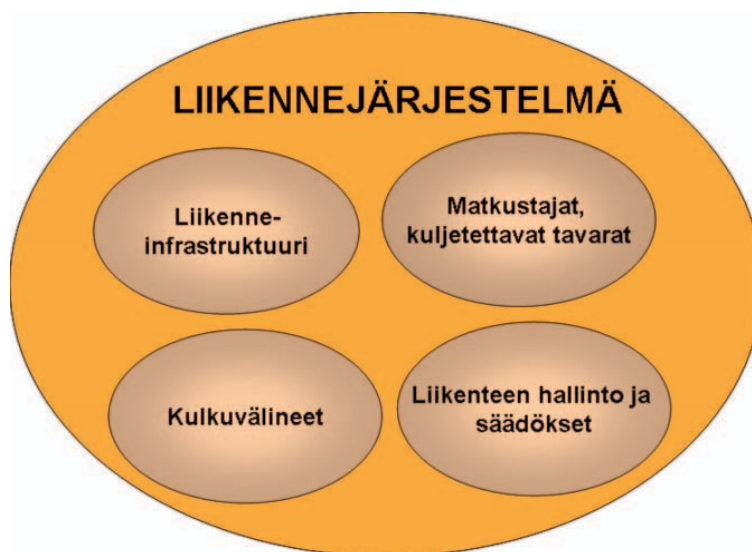 LIIKENNEJÄRJESTELMÄ
Liikenne-
infrastruktuuri
Matkustajat,
kuljetettavat tavarat
Kulkuvälineet
Liikenteen hallinto ja
säädökset